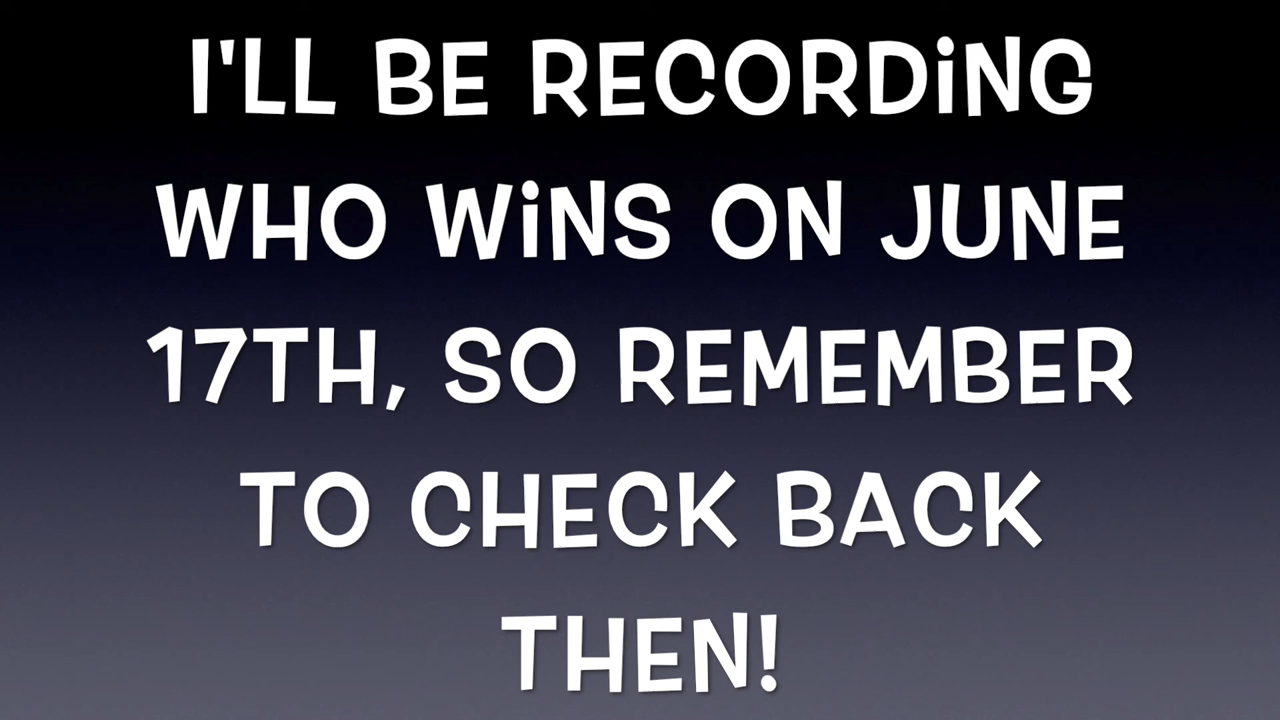 I'LL BE RECORDiNG
WHO WiNS ON JUNE
17TH, SO REMEMBER
TO CHECK BACK
THEN!